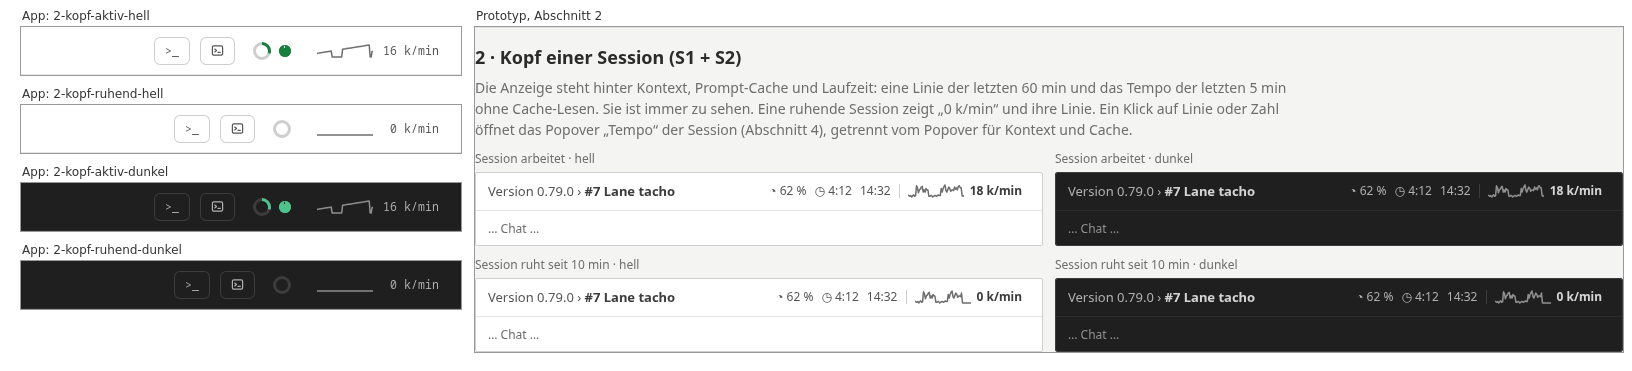 App: 2-kopf-aktiv-hell
>_
16 k/min
App: 2-kopf-ruhend-hell
>_
0 k/min
App: 2-kopf-aktiv-dunkel
>_
16 k/min
App: 2-kopf-ruhend-dunkel
>_
0 k/min
Prototyp, Abschnitt 2
2 · Kopf einer Session (S1 + S2)
Die Anzeige steht hinter Kontext, Prompt-Cache und Laufzeit: eine Linie der letzten 60 min und das Tempo der letzten 5 min
ohne Cache-Lesen. Sie ist immer zu sehen. Eine ruhende Session zeigt „0 k/min“ und ihre Linie. Ein Klick auf Linie oder Zahl
öffnet das Popover „Tempo“ der Session (Abschnitt 4), getrennt vom Popover für Kontext und Cache.
Session arbeitet · hell
Version 0.79.0 › #7 Lane tacho 62 % 4:12 14:32 18 k/min
... Chat ...
Session arbeitet · dunkel
Version 0.79.0 › #7 Lane tacho 62 % 4:12 14:32 18 k/min
... Chat ...
Session ruht seit 10 min · hell
Version 0.79.0 › #7 Lane tacho 62 % 4:12 14:32 0 k/min
... Chat ...
Session ruht seit 10 min · dunkel
Version 0.79.0 › #7 Lane tacho 62 % 4:12 14:32 0 k/min
... Chat ...